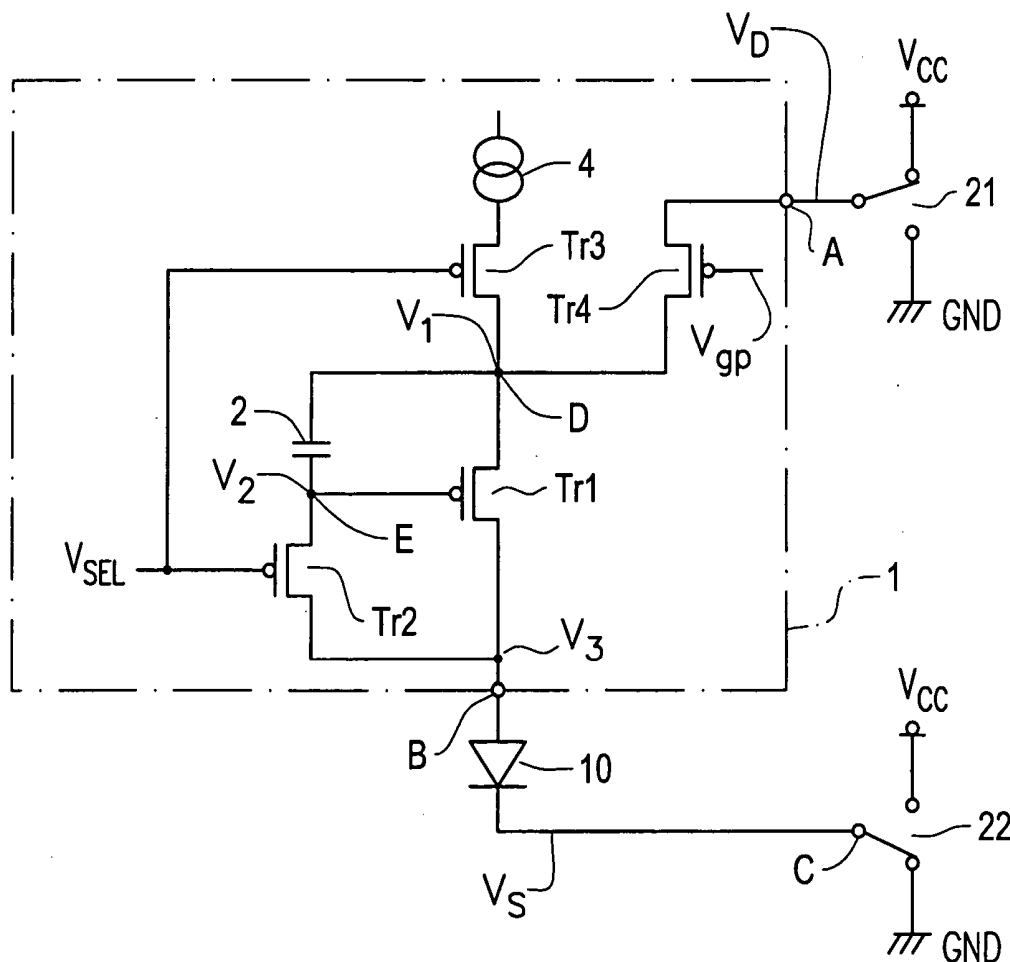 V_D
V_CC
4
21
A
Tr3
Tr4
GND
V_1
V_gp
D
2
Tr1
V_2
E
V_SEL
1
Tr2
V_3
V_CC
B
10
22
C
V_S
GND